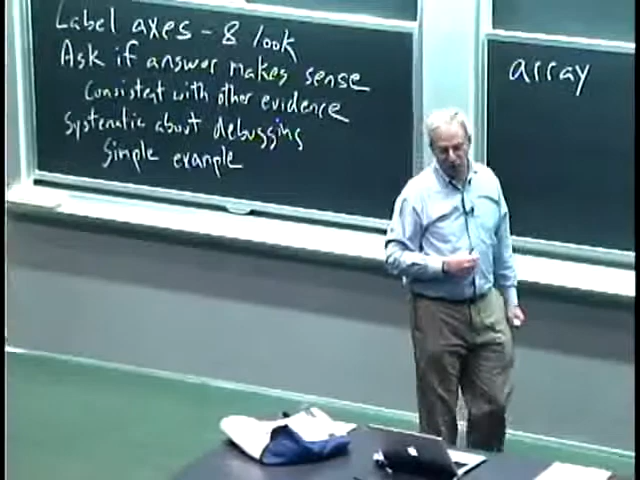 Label axes - & look
Ask if answer makes sense
Consistent with other evidence
Systematic about debugging
Simple example
array